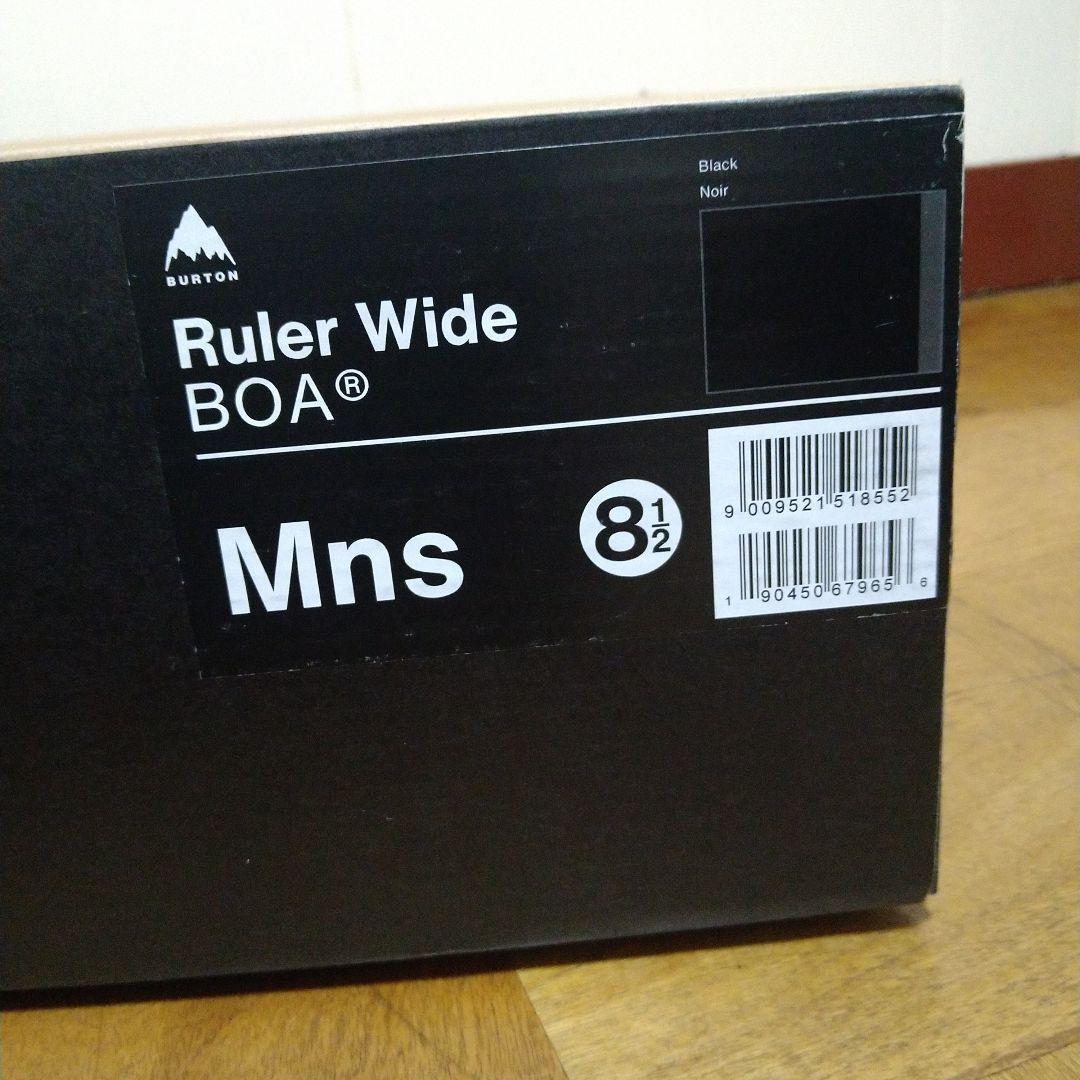 BURTON
Ruler Wide
BOA®
Black
Noir
Mns
8 1/2
9 009521 518552
1 90450 67965 6